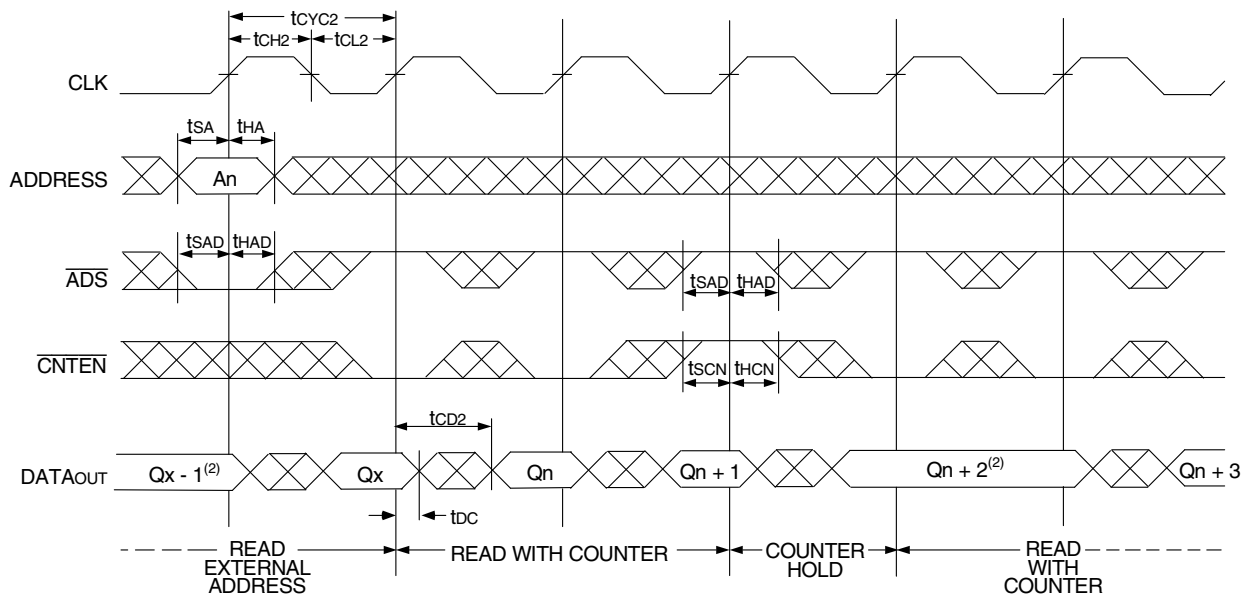 tCYC2
tCH2 tCL2
CLK
tSA tHA
ADDRESS An
tSAD tHAD
ADS
tSAD tHAD
CNTEN
tSCN tHCN
tCD2
DATAOUT Qx - 1(2) Qx Qn Qn + 1 Qn + 2(2) Qn + 3
tDC
READ EXTERNAL ADDRESS
READ WITH COUNTER
COUNTER HOLD
READ WITH COUNTER